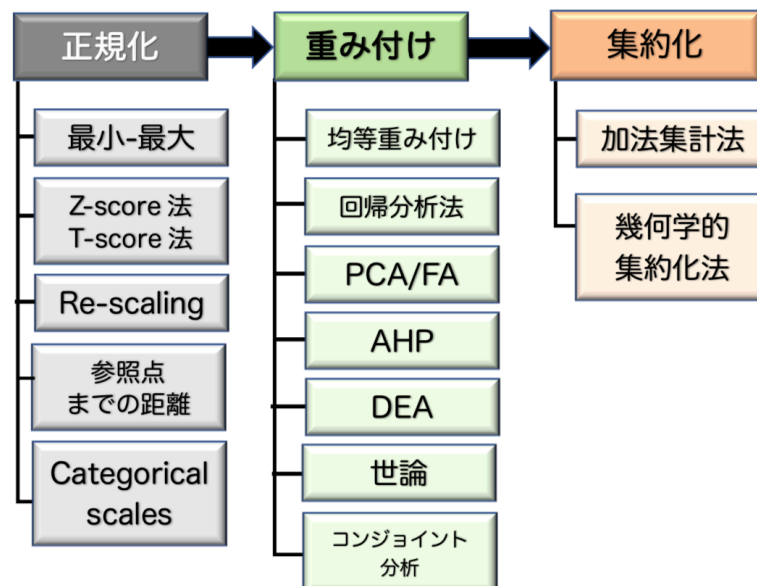 正規化
重み付け
集約化
最小-最大
Z-score 法
T-score 法
Re-scaling
参照点
までの距離
Categorical
scales
均等重み付け
回帰分析法
PCA/FA
AHP
DEA
世論
コンジョイント
分析
加法集計法
幾何学的
集約化法